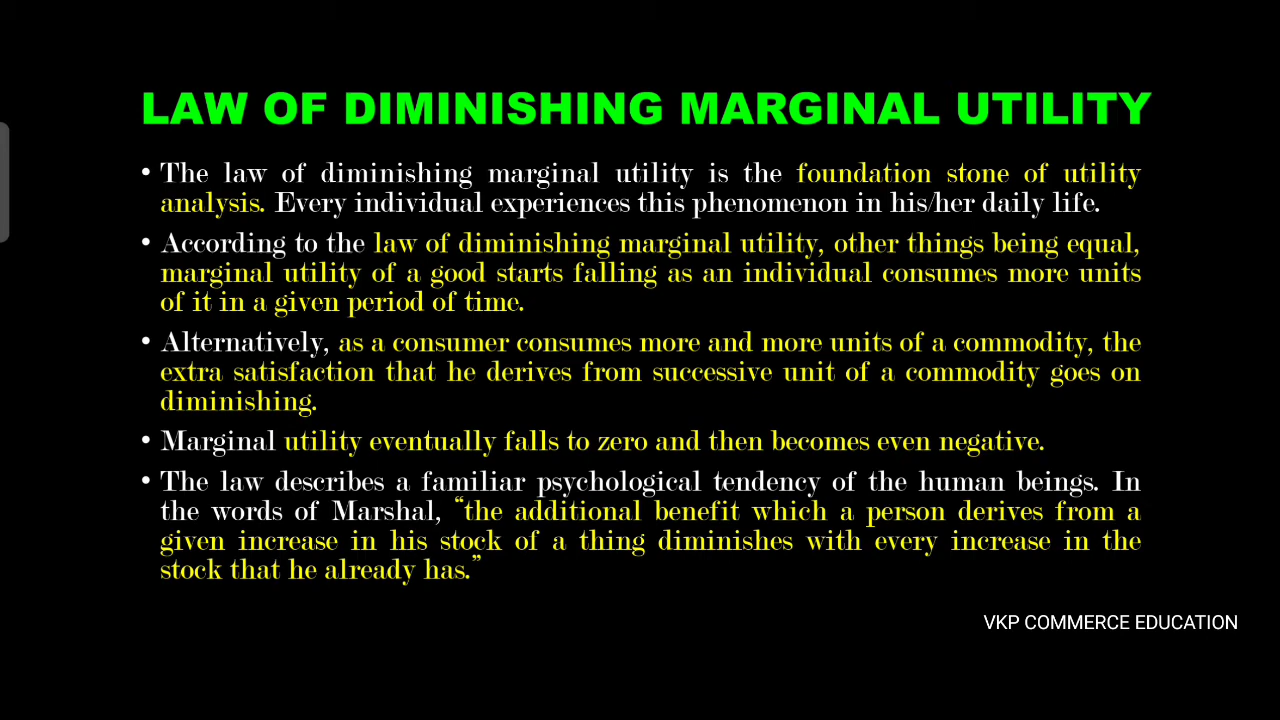 LAW OF DIMINISHING MARGINAL UTILITY
• The law of diminishing marginal utility is the foundation stone of utility
analysis. Every individual experiences this phenomenon in his/her daily life.
• According to the law of diminishing marginal utility, other things being equal,
marginal utility of a good starts falling as an individual consumes more units
of it in a given period of time.
• Alternatively, as a consumer consumes more and more units of a commodity, the
extra satisfaction that he derives from successive unit of a commodity goes on
diminishing.
• Marginal utility eventually falls to zero and then becomes even negative.
• The law describes a familiar psychological tendency of the human beings. In
the words of Marshal, “the additional benefit which a person derives from a
given increase in his stock of a thing diminishes with every increase in the
stock that he already has.”
VKP COMMERCE EDUCATION